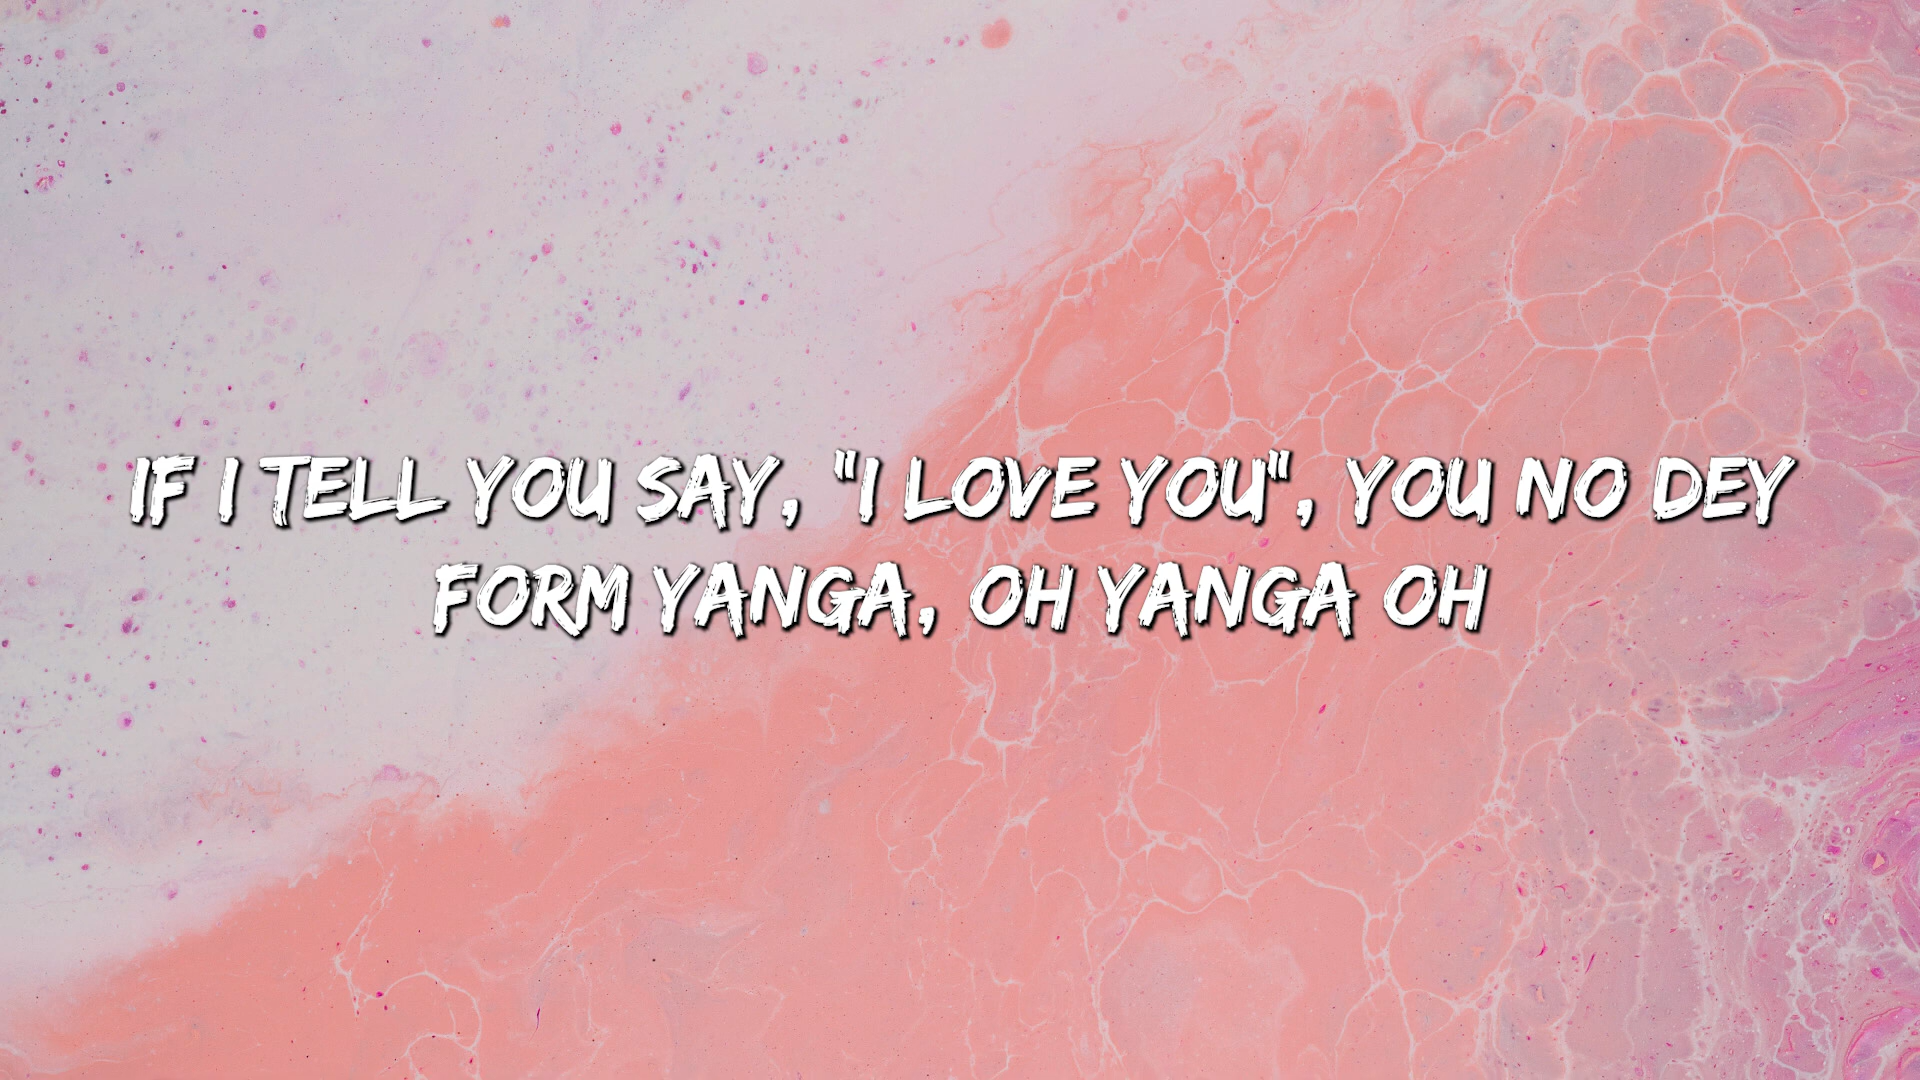 IF I TELL YOU SAY, "I LOVE YOU", YOU NO DEY
FORM YANGA, OH YANGA OH